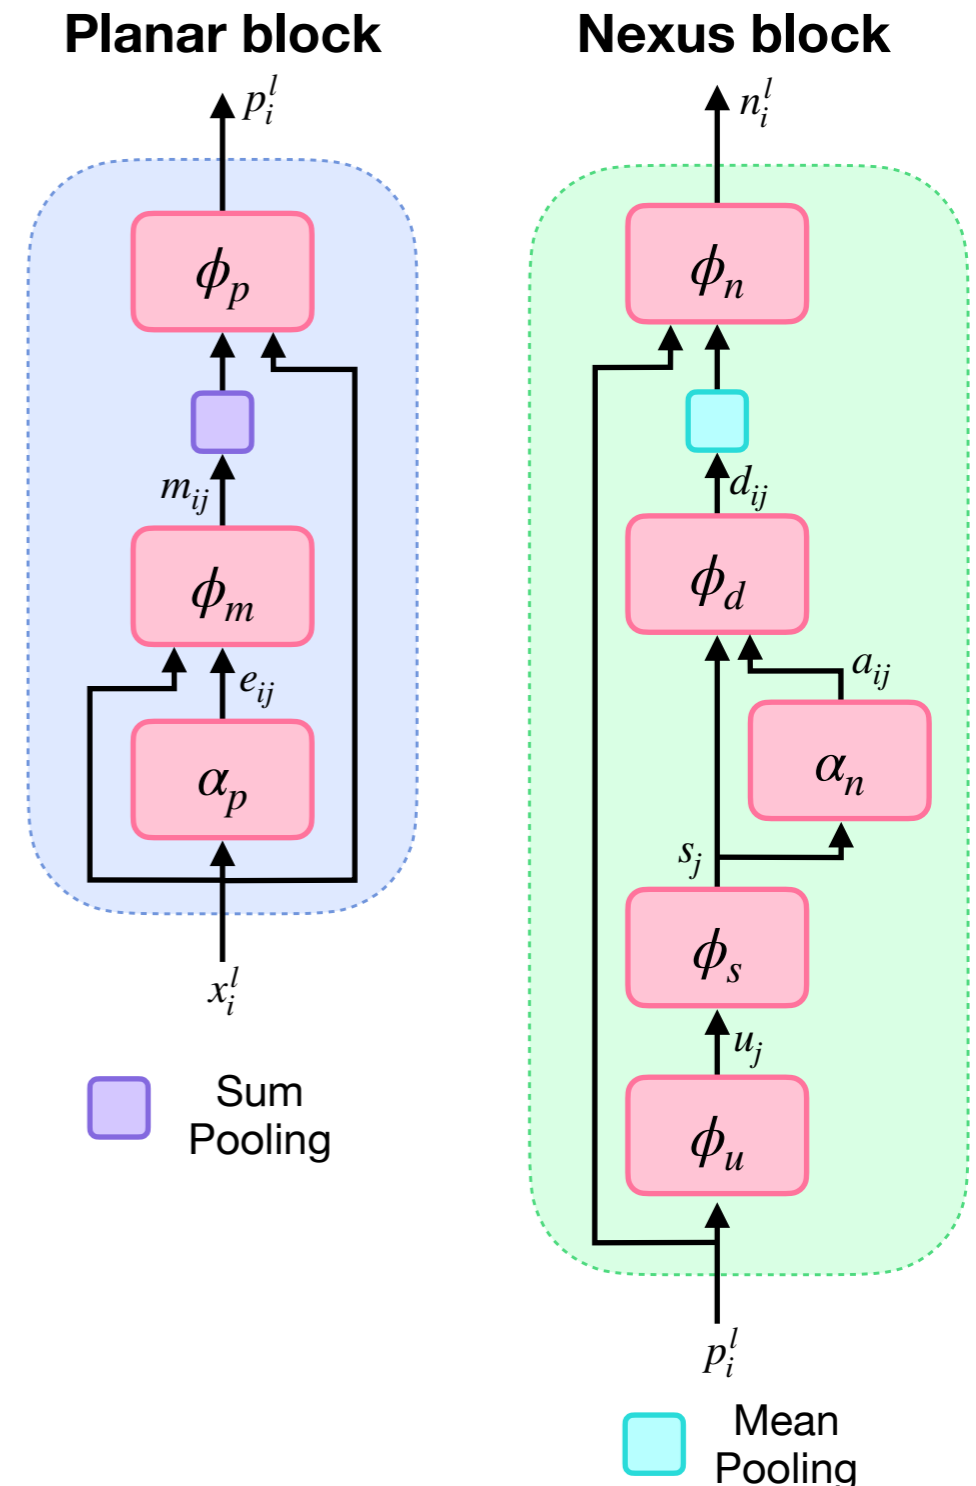 Planar block
p_i^l
ϕ_p
m_ij
ϕ_m
e_ij
α_p
x_i^l
Sum
Pooling
Nexus block
n_i^l
ϕ_n
d_ij
ϕ_d
a_ij
α_n
s_j
ϕ_s
u_j
ϕ_u
p_i^l
Mean
Pooling